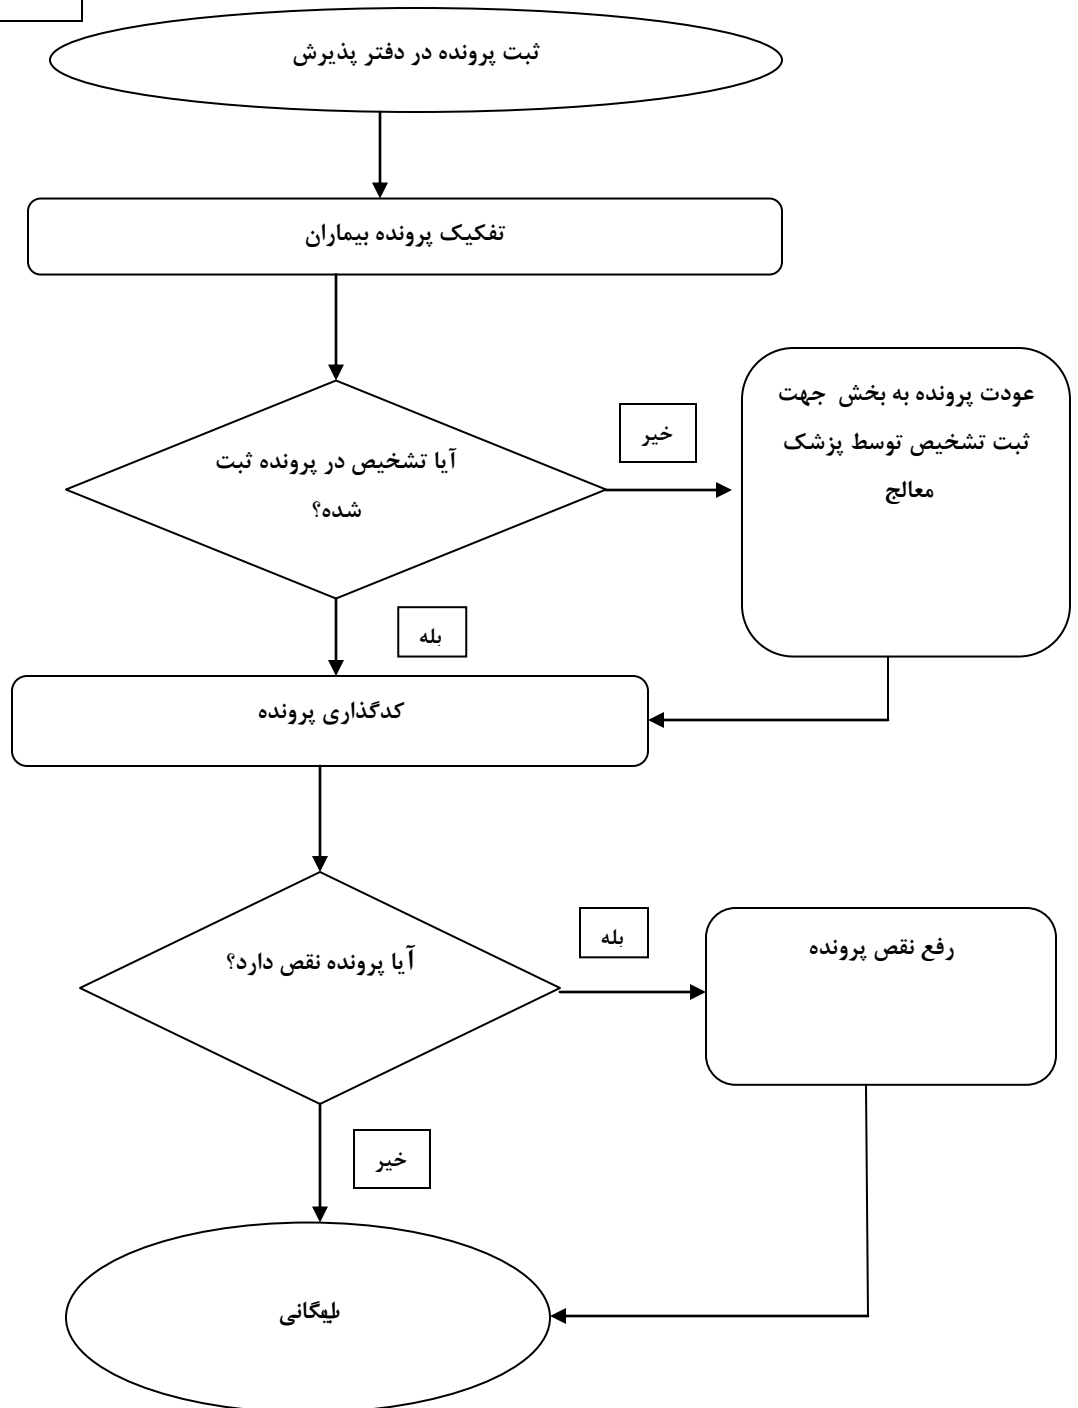 ثبت پرونده در دفتر پذیرش
تفکیک پرونده بیماران
آیا تشخیص در پرونده ثبت
شده؟
خیر
عودت پرونده به بخش جهت
ثبت تشخیص توسط پزشک
معالج
بله
کدگذاری پرونده
آیا پرونده نقص دارد؟
بله
رفع نقص پرونده
خیر
بایگانی